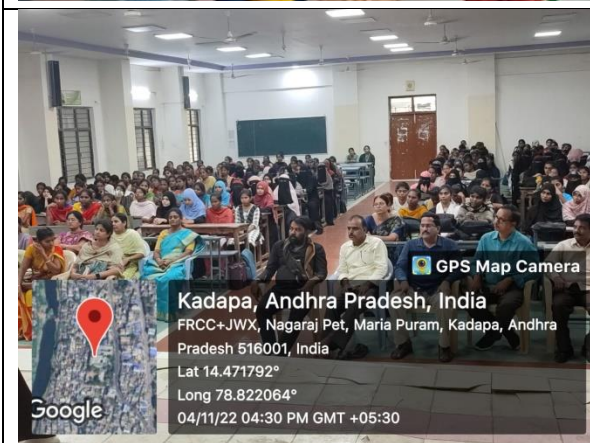 GPS Map Camera
Kadapa, Andhra Pradesh, India
FRCC+JWX, Nagaraj Pet, Maria Puram, Kadapa, Andhra
Pradesh 516001, India
Lat 14.471792°
Long 78.822064°
04/11/22 04:30 PM GMT +05:30
Google